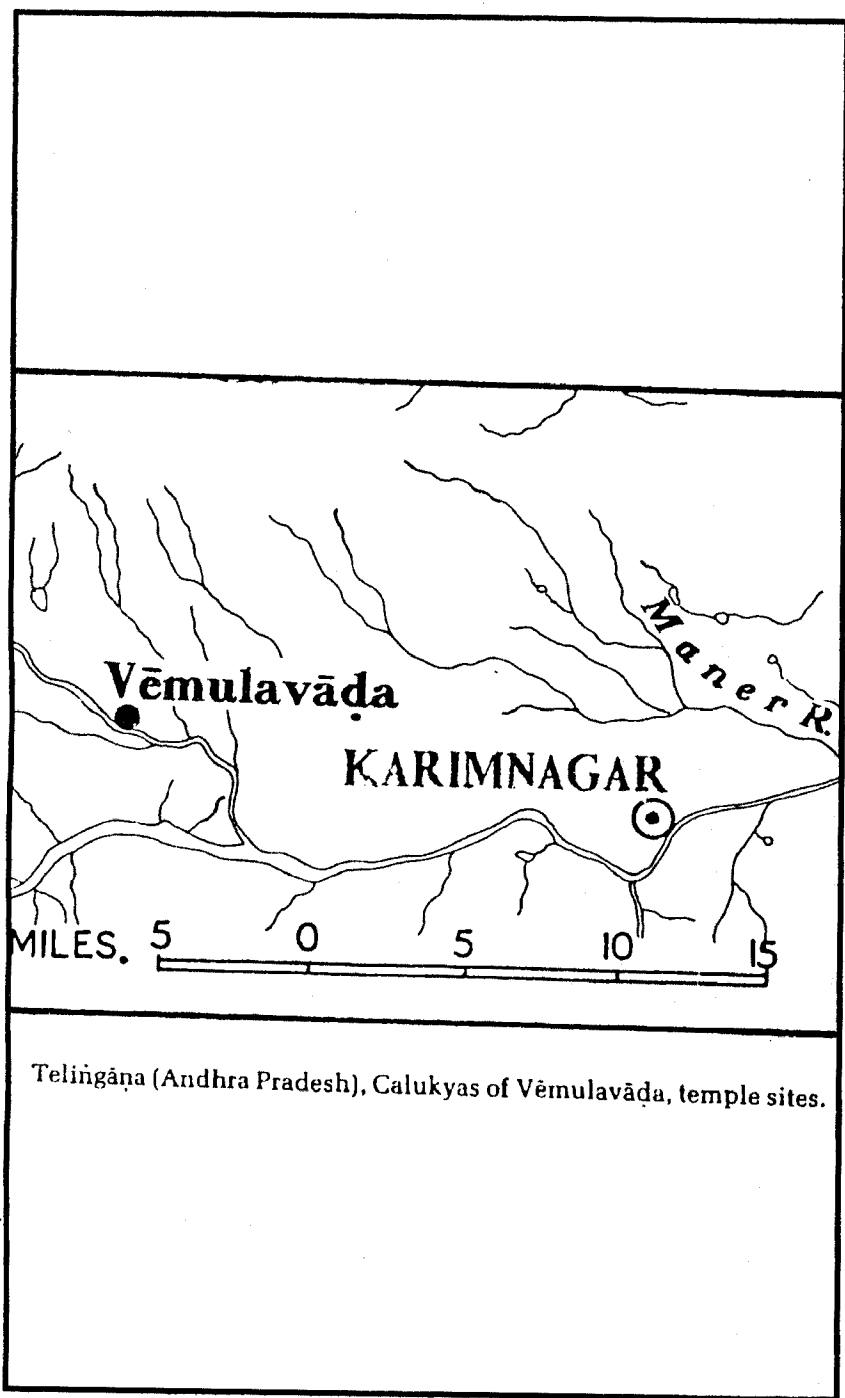 Vēmulavāḍa
Maner R.
KARIMNAGAR
MILES. 5 0 5 10 15
Teliṅgāṇa (Andhra Pradesh), Calukyas of Vēmulavāḍa, temple sites.